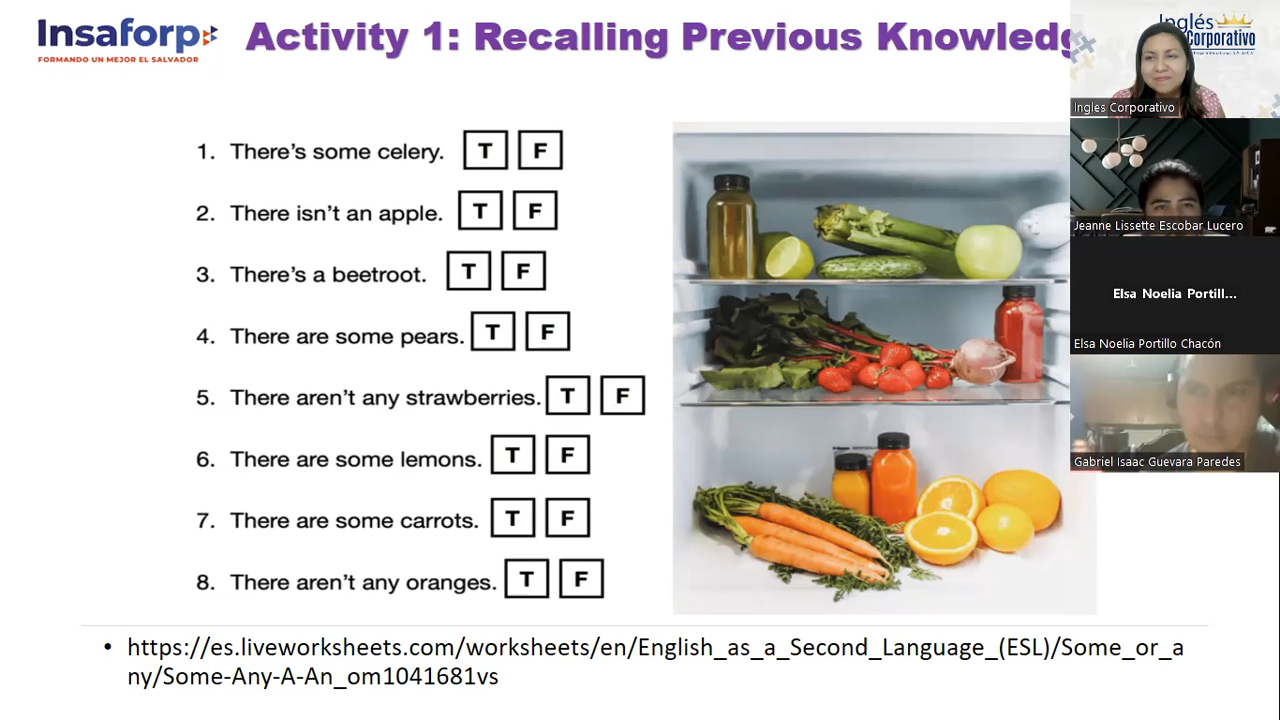 Insaforp
FORMANDO UN MEJOR EL SALVADOR
Activity 1: Recalling Previous Knowledg
1. There's some celery. T F
2. There isn't an apple. T F
3. There's a beetroot. T F
4. There are some pears. T F
5. There aren't any strawberries. T F
6. There are some lemons. T F
7. There are some carrots. T F
8. There aren't any oranges. T F
• https://es.liveworksheets.com/worksheets/en/English_as_a_Second_Language_(ESL)/Some_or_a
ny/Some-Any-A-An_om1041681vs
Inglés
Corporativo
Ingles Corporativo
Jeanne Lissette Escobar Lucero
Elsa Noelia Portill...
Elsa Noelia Portillo Chacón
Gabriel Isaac Guevara Paredes